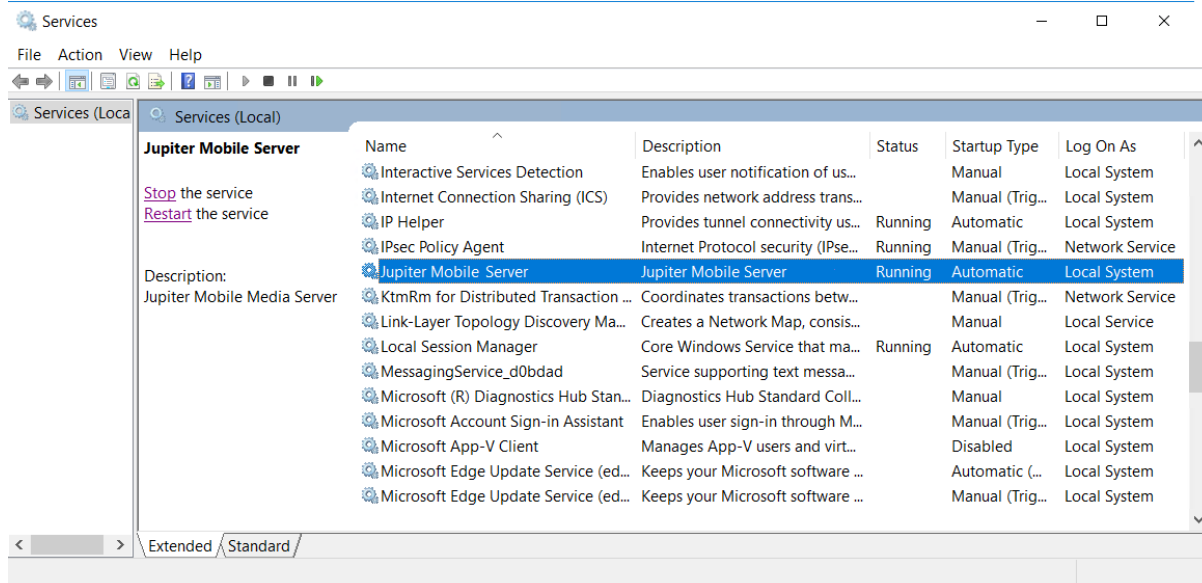 Services
File Action View Help
Services (Loca
Services (Local)
Jupiter Mobile Server
Stop the service
Restart the service
Description:
Jupiter Mobile Media Server
Name Description Status Startup Type Log On As
Interactive Services Detection Enables user notification of us... Manual Local System
Internet Connection Sharing (ICS) Provides network address trans... Manual (Trig... Local System
IP Helper Provides tunnel connectivity us... Running Automatic Local System
IPsec Policy Agent Internet Protocol security (IPse... Running Manual (Trig... Network Service
Jupiter Mobile Server Jupiter Mobile Server Running Automatic Local System
KtmRm for Distributed Transaction ... Coordinates transactions betw... Manual (Trig... Network Service
Link-Layer Topology Discovery Ma... Creates a Network Map, consis... Manual Local Service
Local Session Manager Core Windows Service that ma... Running Automatic Local System
MessagingService_d0bdad Service supporting text messa... Manual (Trig... Local System
Microsoft (R) Diagnostics Hub Stan... Diagnostics Hub Standard Coll... Manual Local System
Microsoft Account Sign-in Assistant Enables user sign-in through M... Manual (Trig... Local System
Microsoft App-V Client Manages App-V users and virt... Disabled Local System
Microsoft Edge Update Service (ed... Keeps your Microsoft software ... Automatic (... Local System
Microsoft Edge Update Service (ed... Keeps your Microsoft software ... Manual (Trig... Local System
Extended Standard